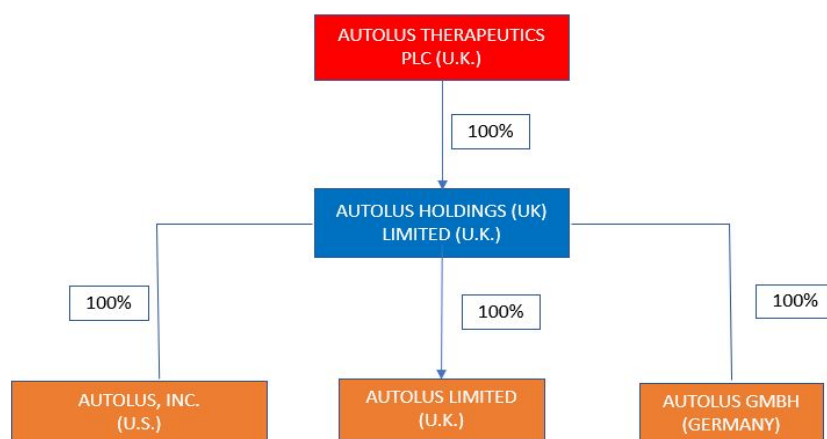 AUTOLUS THERAPEUTICS
PLC (U.K.)
100%
AUTOLUS HOLDINGS (UK)
LIMITED (U.K.)
100%
100%
100%
AUTOLUS, INC.
(U.S.)
AUTOLUS LIMITED
(U.K.)
AUTOLUS GMBH
(GERMANY)